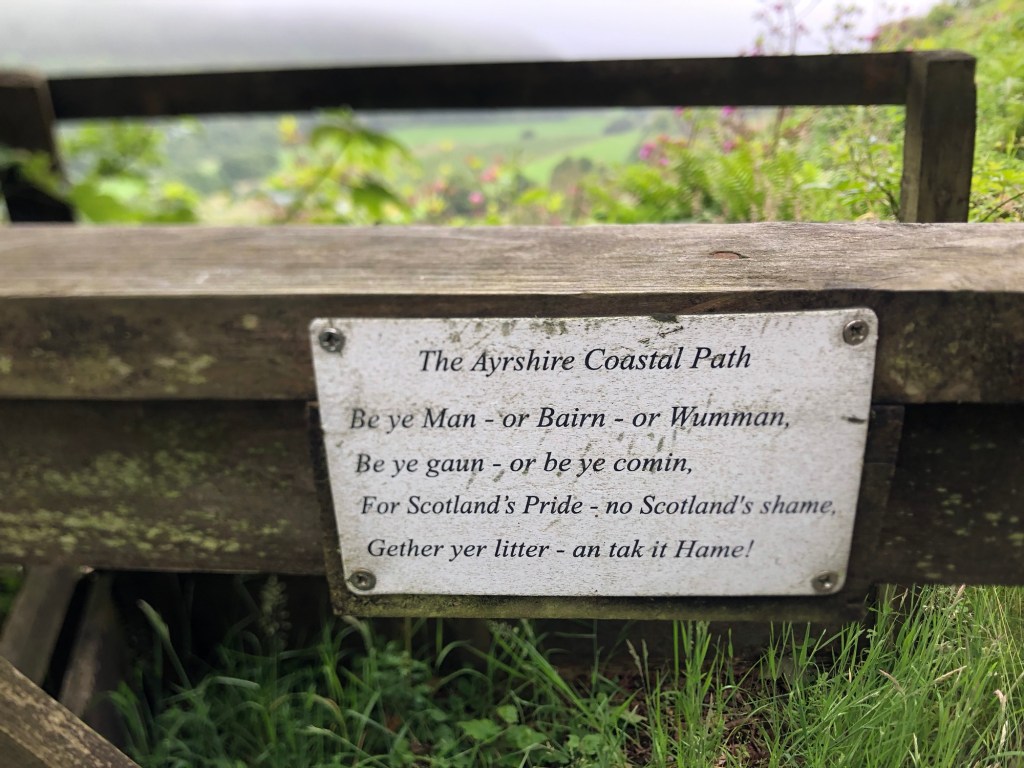 The Ayrshire Coastal Path
Be ye Man - or Bairn - or Wumman,
Be ye gaun - or be ye comin,
For Scotland’s Pride - no Scotland's shame,
Gether yer litter - an tak it Hame!